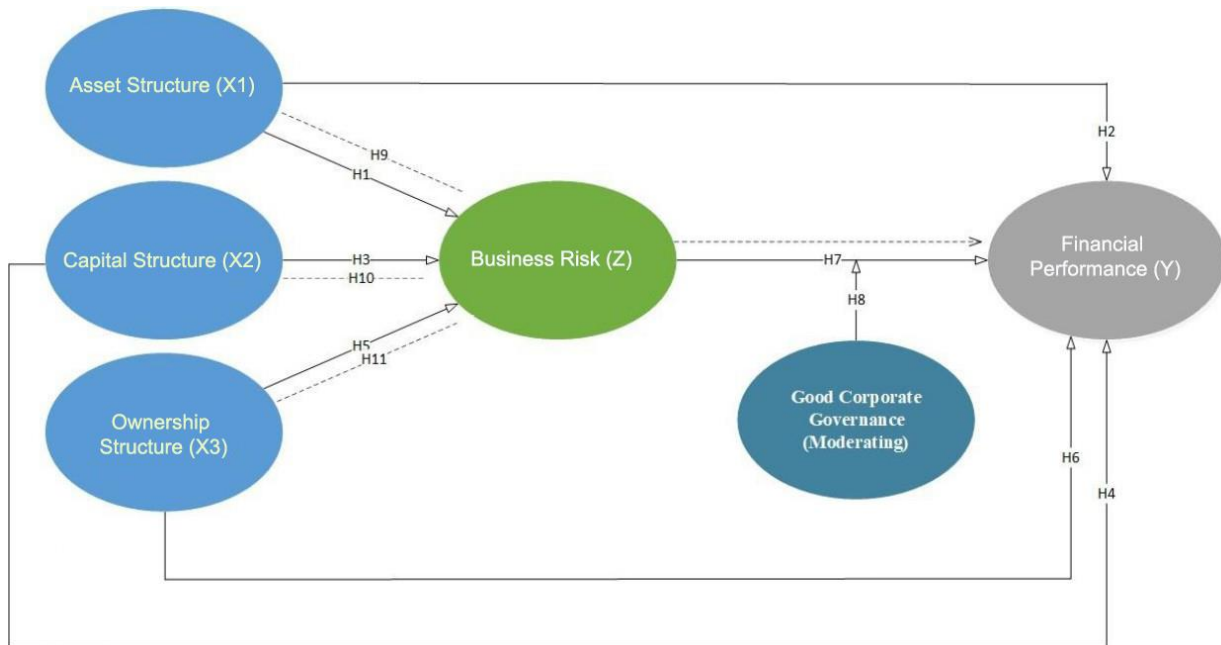 Asset Structure (X1)
H2
H9
H1
Capital Structure (X2)
H3
H10
Business Risk (Z)
H7
Financial
Performance (Y)
H8
H5
H11
Ownership
Structure (X3)
Good Corporate
Governance
(Moderating)
H6
H4